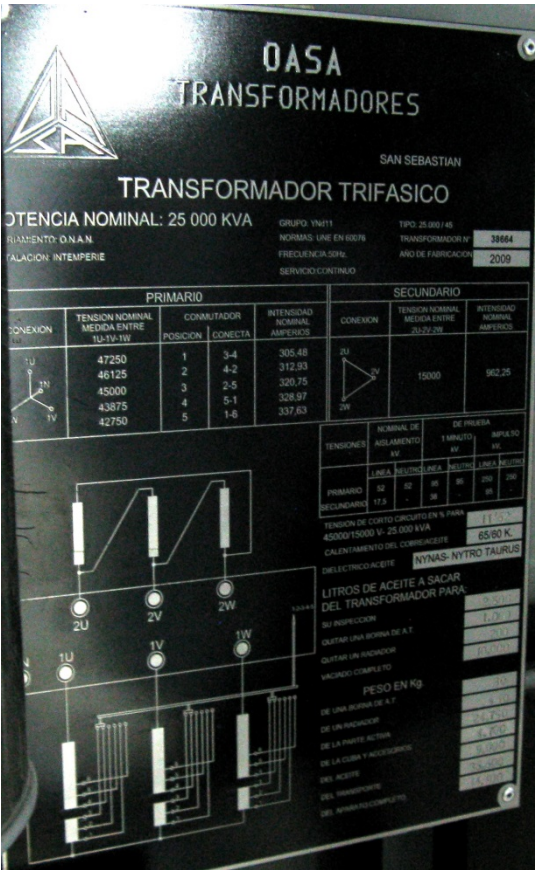 OASA
TRANSFORMADORES
SAN SEBASTIAN
TRANSFORMADOR TRIFASICO
OTENCIA NOMINAL: 25 000 KVA
GRUPO: YNd11
TIPO: 25.000 / 45
RIAMIENTO: O.N.A.N.
NORMAS: UNE EN 60076
TRANSFORMADOR Nº 38664
TALACION: INTEMPERIE
FRECUENCIA 50Hz.
AÑO DE FABRICACION 2009
SERVICIO: CONTINUO
PRIMARIO
SECUNDARIO
CONEXION
TENSION NOMINAL MEDIDA ENTRE 1U-1V-1W
CONMUTADOR
POSICION CONECTA
INTENSIDAD NOMINAL AMPERIOS
CONEXION
TENSION NOMINAL MEDIDA ENTRE 2U-2V-2W
INTENSIDAD NOMINAL AMPERIOS
47250 1 3-4 305,48
46125 2 4-2 312,93
45000 3 2-5 320,75
43875 4 5-1 328,97
42750 5 1-6 337,63
1U
1N
1V
2U
2V
2W
15000
962,25
TENSIONES
NOMINAL DE AISLAMIENTO kV.
DE PRUEBA
1 MINUTO kV.
IMPULSO kV.
LINEA NEUTRO LINEA NEUTRO LINEA NEUTRO
PRIMARIO 52 52 95 95 250 250
SECUNDARIO 17,5 - 38 - 95 -
TENSION DE CORTO CIRCUITO EN % PARA
45000/15000 V- 25.000 kVA
CALENTAMIENTO DEL COBRE/ACEITE 65/60 K.
DIELECTRICO ACEITE NYNAS- NYTRO TAURUS
LITROS DE ACEITE A SACAR
DEL TRANSFORMADOR PARA:
SU INSPECCION
QUITAR UNA BORNA DE A.T.
QUITAR UN RADIADOR
VACIADO COMPLETO
PESO EN Kg.
DE UNA BORNA DE A.T.
DE UN RADIADOR
DE LA PARTE ACTIVA
DE LA CUBA Y ACCESORIOS
DEL ACEITE
DEL TRANSPORTE
DEL APARATO COMPLETO
2U
2V
2W
1U
1V
1W